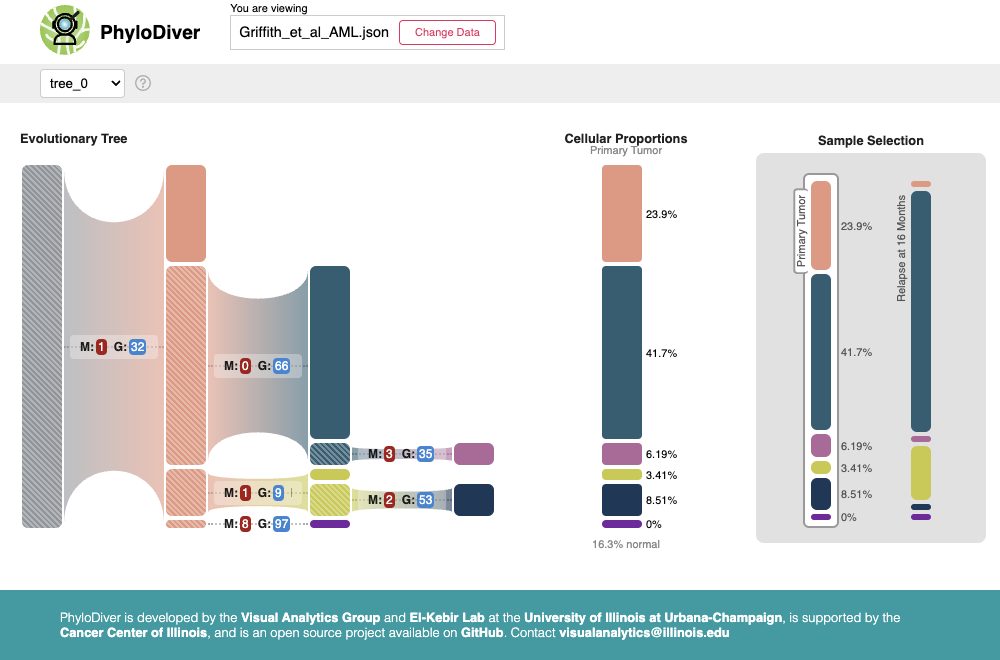 You are viewing
PhyloDiver
Griffith_et_al_AML.json
Change Data
tree_0
?
Evolutionary Tree
Cellular Proportions
Primary Tumor
Sample Selection
M: 1 G: 32
M: 0 G: 66
M: 3 G: 35
M: 1 G: 9
M: 2 G: 53
M: 8 G: 97
23.9%
41.7%
6.19%
3.41%
8.51%
0%
16.3% normal
Primary Tumor
23.9%
41.7%
6.19%
3.41%
8.51%
0%
Relapse at 16 Months
PhyloDiver is developed by the Visual Analytics Group and El-Kebir Lab at the University of Illinois at Urbana-Champaign, is supported by the
Cancer Center of Illinois, and is an open source project available on GitHub. Contact visualanalytics@illinois.edu